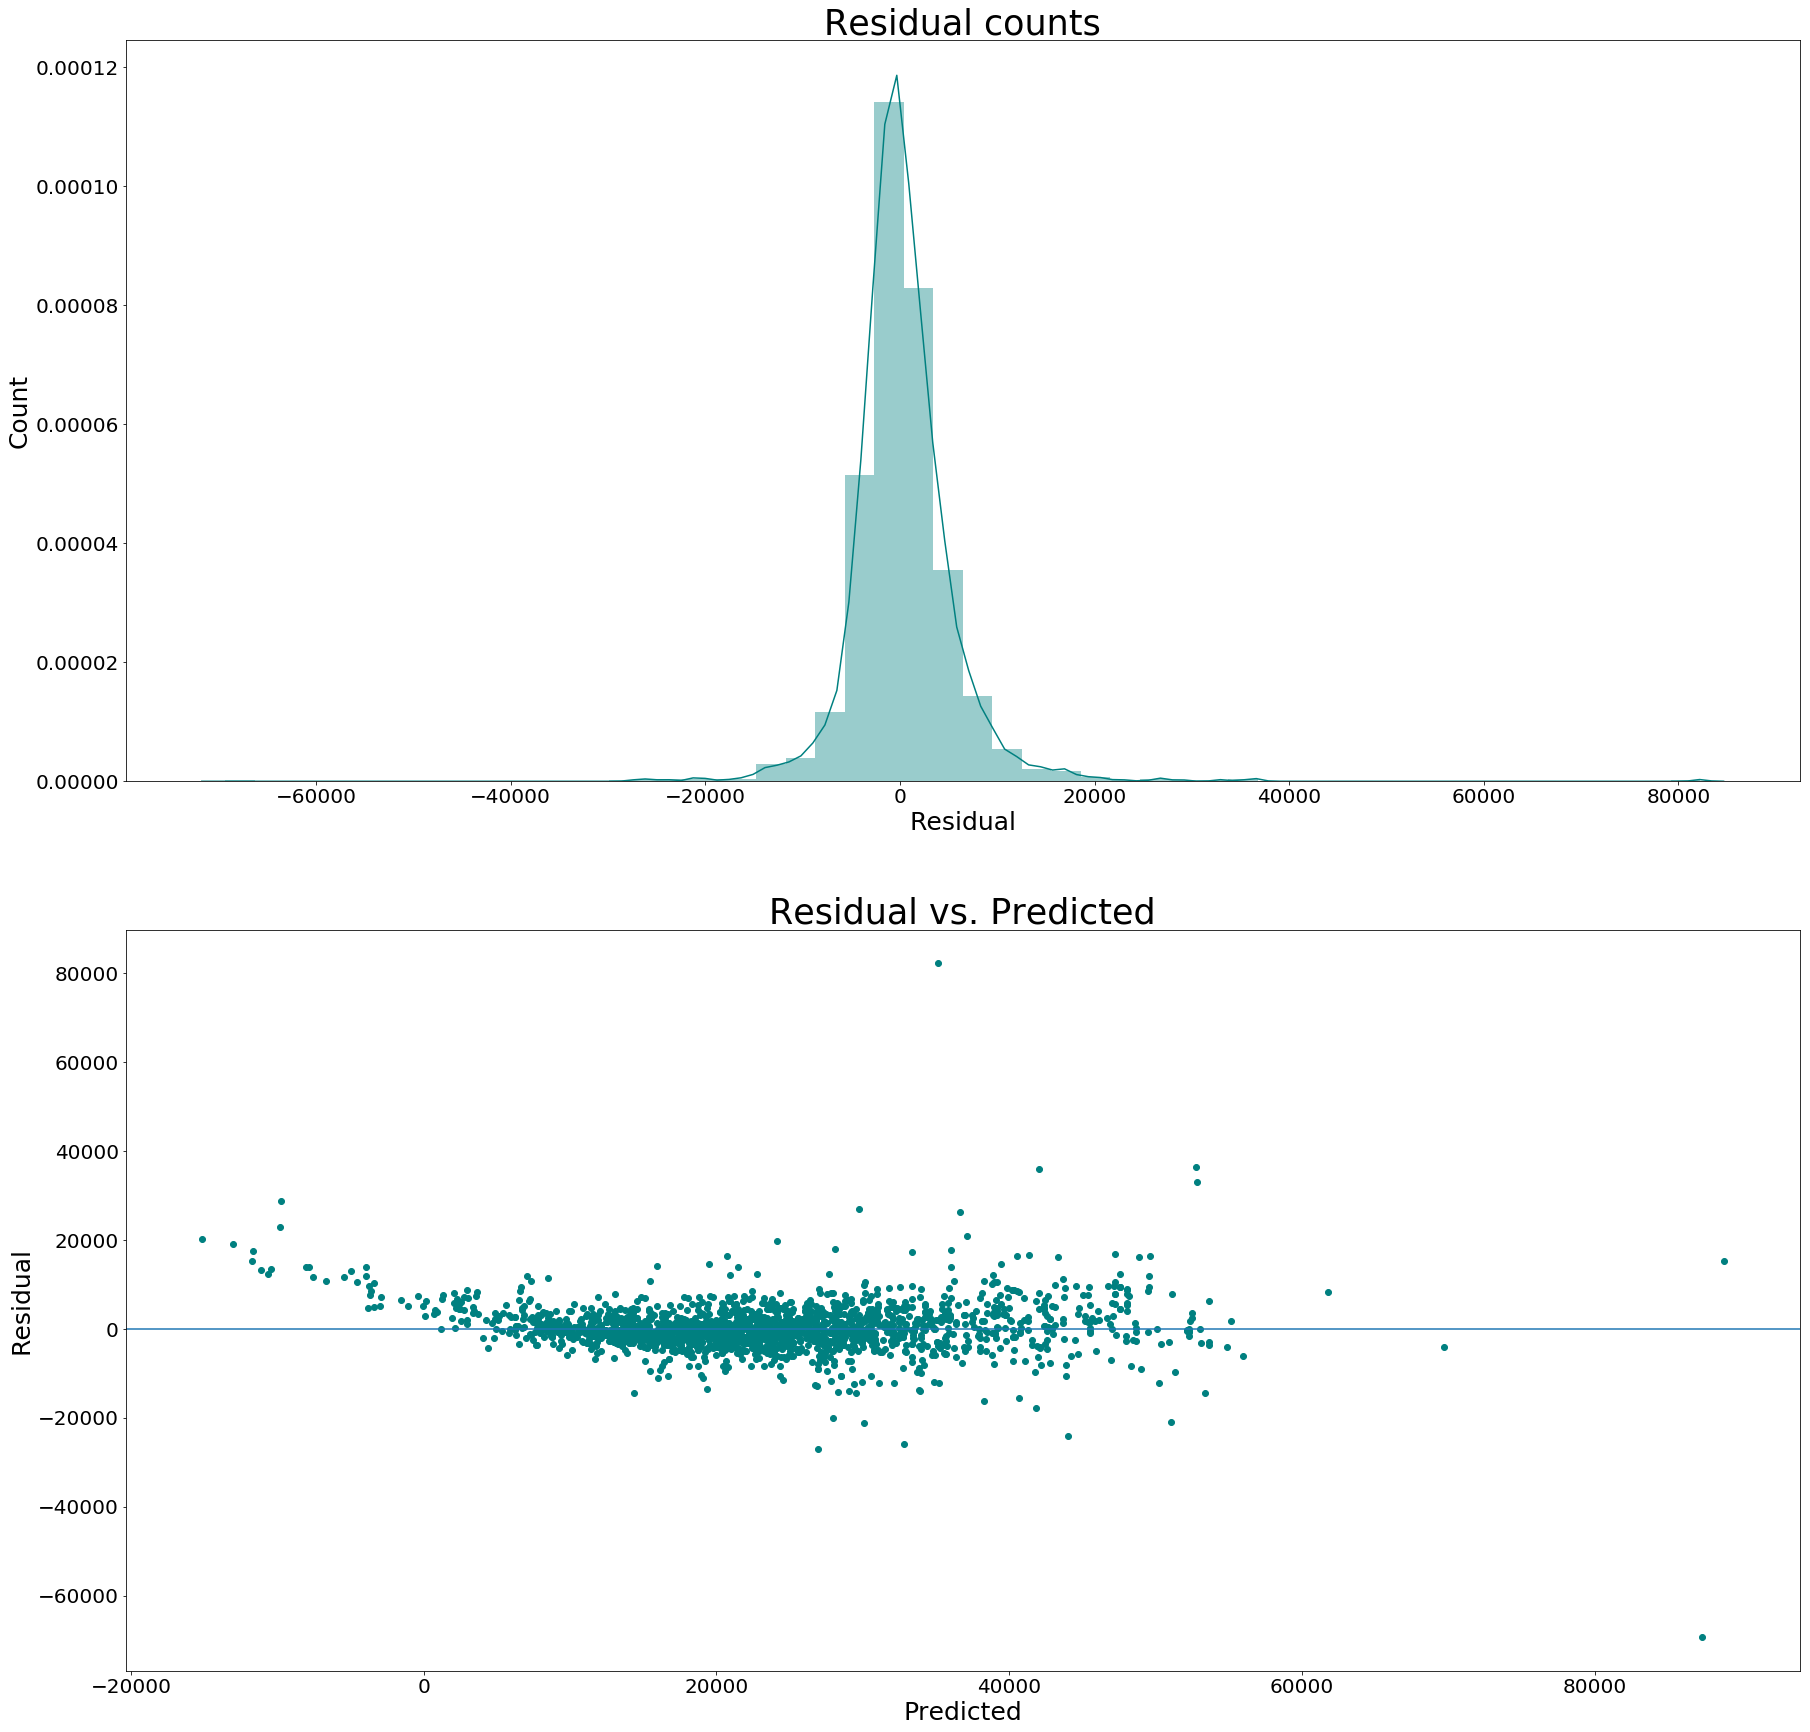 Residual counts
0.00012
0.00010
0.00008
0.00006
0.00004
0.00002
0.00000
Count
−60000 −40000 −20000 0 20000 40000 60000 80000
Residual
Residual vs. Predicted
80000
60000
40000
20000
0
−20000
−40000
−60000
Residual
−20000 0 20000 40000 60000 80000
Predicted